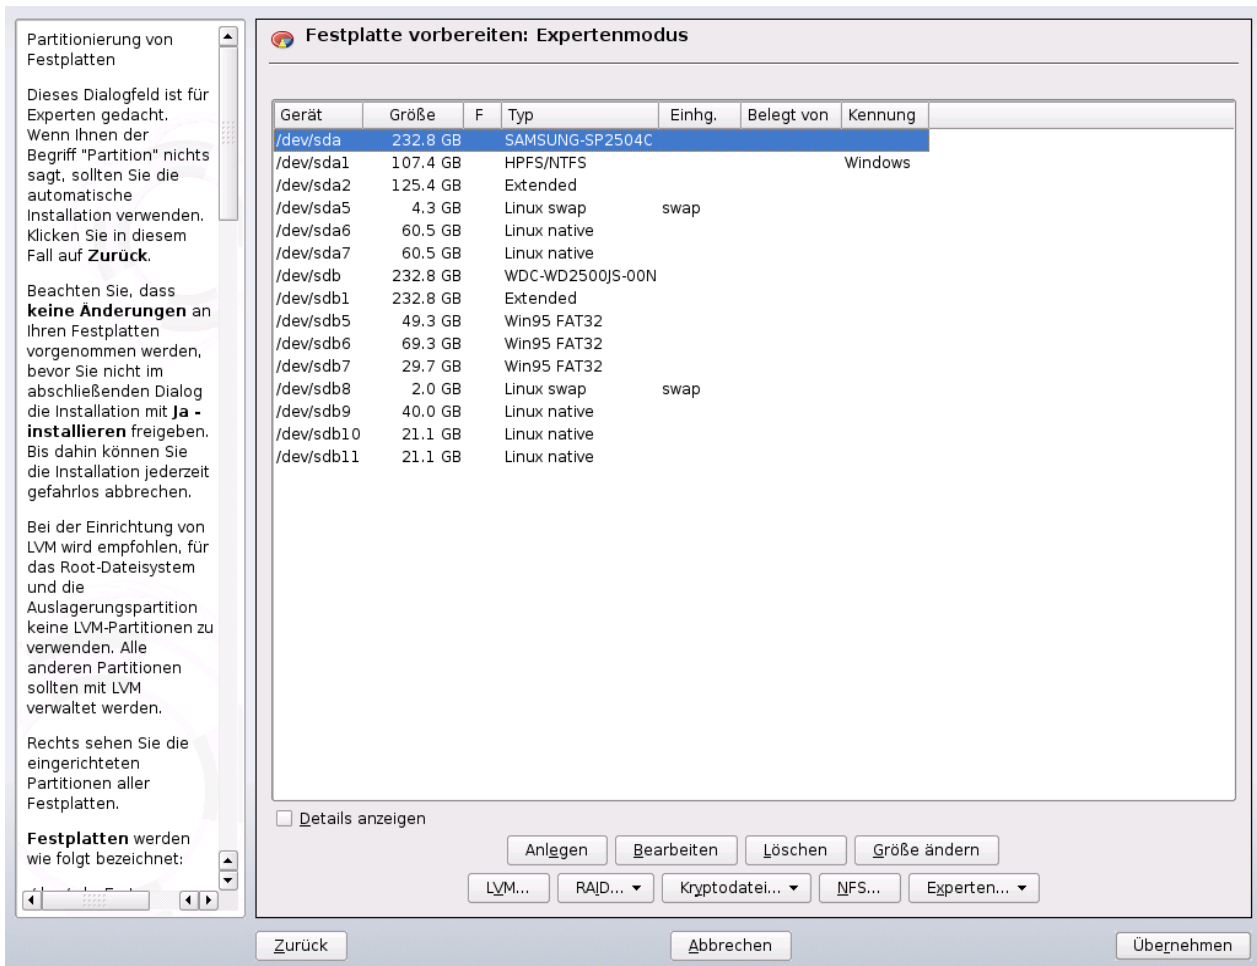 Partitionierung von
Festplatten
Dieses Dialogfeld ist für
Experten gedacht.
Wenn Ihnen der
Begriff "Partition" nichts
sagt, sollten Sie die
automatische
Installation verwenden.
Klicken Sie in diesem
Fall auf Zurück.
Beachten Sie, dass
keine Änderungen an
Ihren Festplatten
vorgenommen werden,
bevor Sie nicht im
abschließenden Dialog
die Installation mit Ja -
installieren freigeben.
Bis dahin können Sie
die Installation jederzeit
gefahrlos abbrechen.
Bei der Einrichtung von
LVM wird empfohlen, für
das Root-Dateisystem
und die
Auslagerungspartition
keine LVM-Partitionen zu
verwenden. Alle
anderen Partitionen
sollten mit LVM
verwaltet werden.
Rechts sehen Sie die
eingerichteten
Partitionen aller
Festplatten.
Festplatten werden
wie folgt bezeichnet:
Festplatte vorbereiten: Expertenmodus
Gerät Größe F Typ Einhg. Belegt von Kennung
/dev/sda 232.8 GB SAMSUNG-SP2504C
/dev/sda1 107.4 GB HPFS/NTFS Windows
/dev/sda2 125.4 GB Extended
/dev/sda5 4.3 GB Linux swap swap
/dev/sda6 60.5 GB Linux native
/dev/sda7 60.5 GB Linux native
/dev/sdb 232.8 GB WDC-WD2500JS-00N
/dev/sdb1 232.8 GB Extended
/dev/sdb5 49.3 GB Win95 FAT32
/dev/sdb6 69.3 GB Win95 FAT32
/dev/sdb7 29.7 GB Win95 FAT32
/dev/sdb8 2.0 GB Linux swap swap
/dev/sdb9 40.0 GB Linux native
/dev/sdb10 21.1 GB Linux native
/dev/sdb11 21.1 GB Linux native
Details anzeigen
Anlegen Bearbeiten Löschen Größe ändern
LVM... RAID... Kryptodatei... NFS... Experten...
Zurück Abbrechen Übernehmen